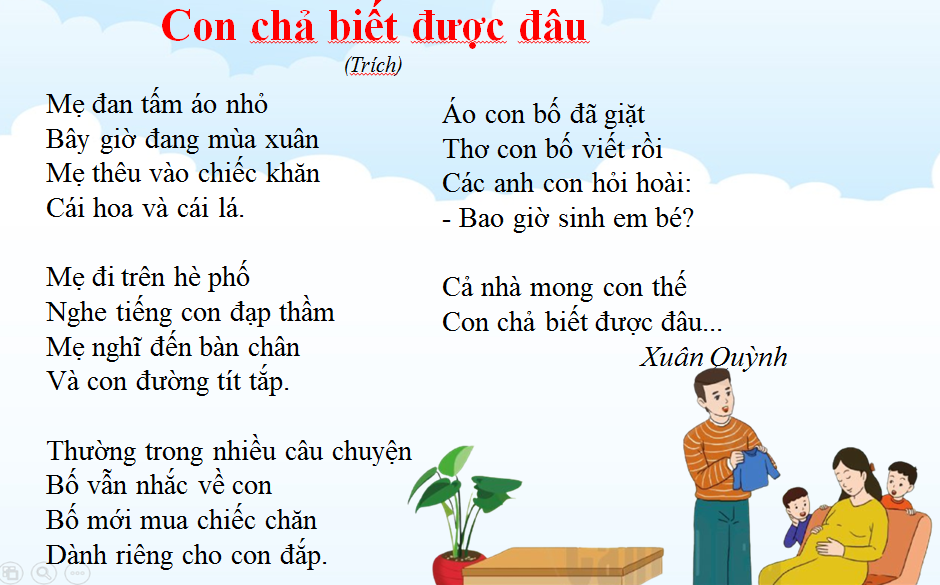 Con chả biết được đâu
(Trích)
Mẹ đan tấm áo nhỏ
Bây giờ đang mùa xuân
Mẹ thêu vào chiếc khăn
Cái hoa và cái lá.
Mẹ đi trên hè phố
Nghe tiếng con đạp thầm
Mẹ nghĩ đến bàn chân
Và con đường tít tắp.
Thường trong nhiều câu chuyện
Bố vẫn nhắc về con
Bố mới mua chiếc chăn
Dành riêng cho con đắp.
Áo con bố đã giặt
Thơ con bố viết rồi
Các anh con hỏi hoài:
- Bao giờ sinh em bé?
Cả nhà mong con thế
Con chả biết được đâu...
Xuân Quỳnh